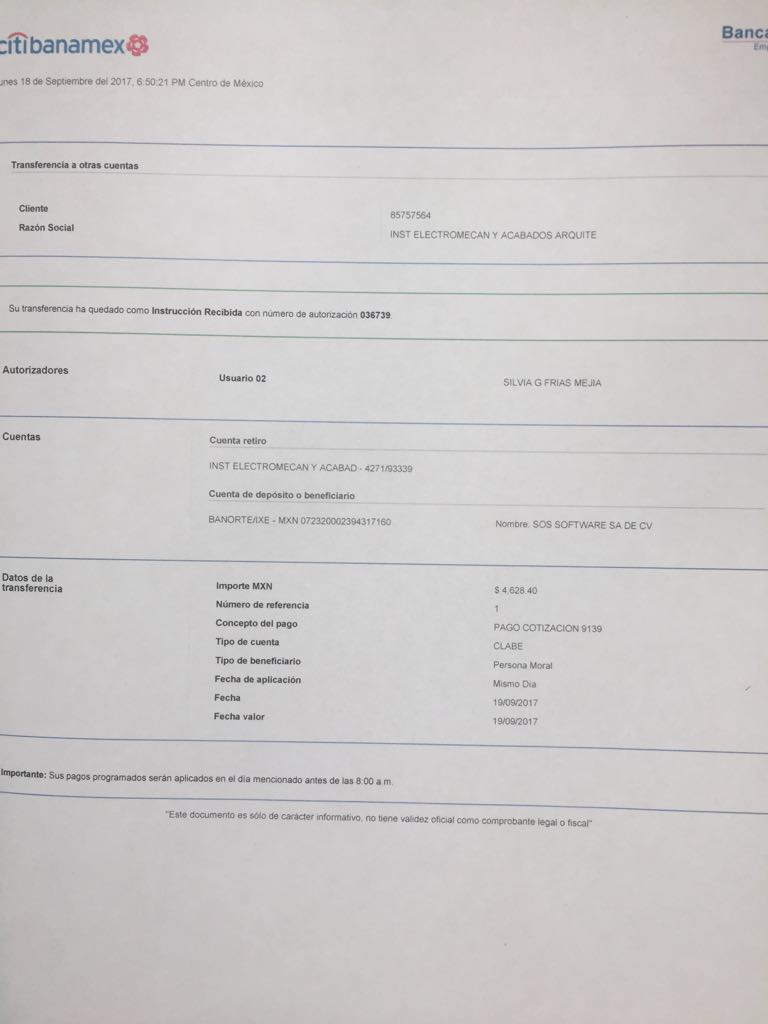 citibanamex
Banca
Em
unes 18 de Septiembre del 2017, 6:50:21 PM Centro de México
Transferencia a otras cuentas
Cliente 85757564
Razón Social INST ELECTROMECAN Y ACABADOS ARQUITE
Su transferencia ha quedado como Instrucción Recibida con número de autorización 036739
Autorizadores Usuario 02 SILVIA G FRIAS MEJIA
Cuentas Cuenta retiro
INST ELECTROMECAN Y ACABAD - 4271/93339
Cuenta de depósito o beneficiario
BANORTE/IXE - MXN 072320002394317160 Nombre: SOS SOFTWARE SA DE CV
Datos de la transferencia
Importe MXN $ 4,628.40
Número de referencia 1
Concepto del pago PAGO COTIZACION 9139
Tipo de cuenta CLABE
Tipo de beneficiario Persona Moral
Fecha de aplicación Mismo Dia
Fecha 19/09/2017
Fecha valor 19/09/2017
Importante: Sus pagos programados serán aplicados en el día mencionado antes de las 8:00 a.m.
"Este documento es sólo de carácter informativo, no tiene validez oficial como comprobante legal o fiscal"